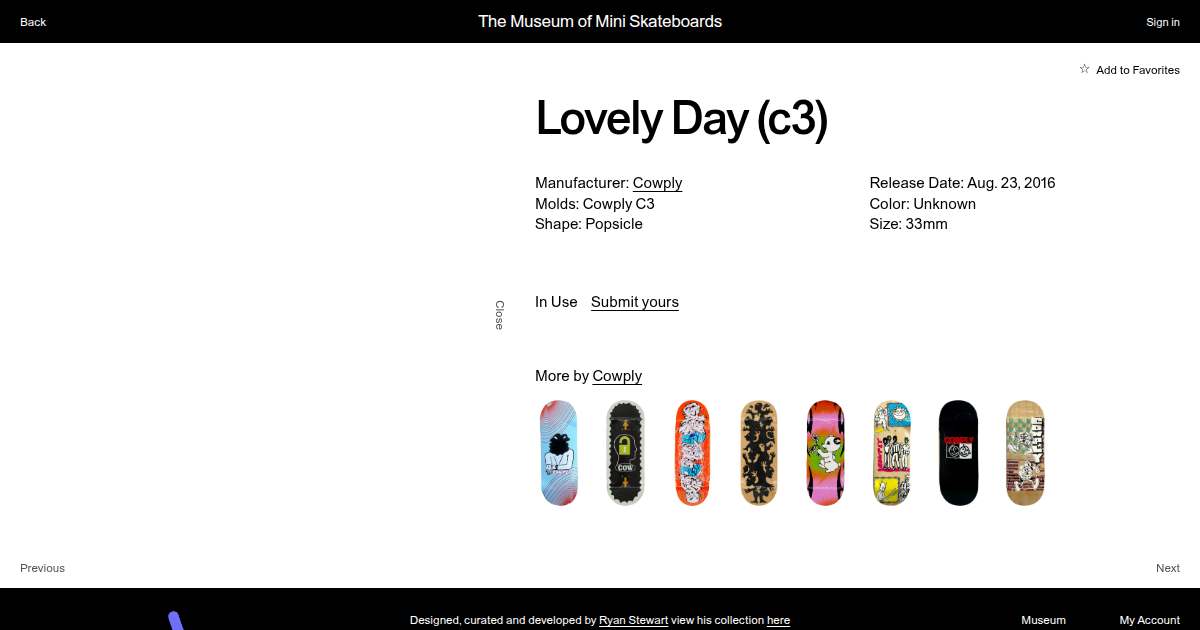 Back
The Museum of Mini Skateboards
Sign in
☆ Add to Favorites
Lovely Day (c3)
Manufacturer: Cowply
Molds: Cowply C3
Shape: Popsicle
Release Date: Aug. 23, 2016
Color: Unknown
Size: 33mm
Close
In Use Submit yours
More by Cowply
COW
Previous
Next
Designed, curated and developed by Ryan Stewart view his collection here
Museum
My Account